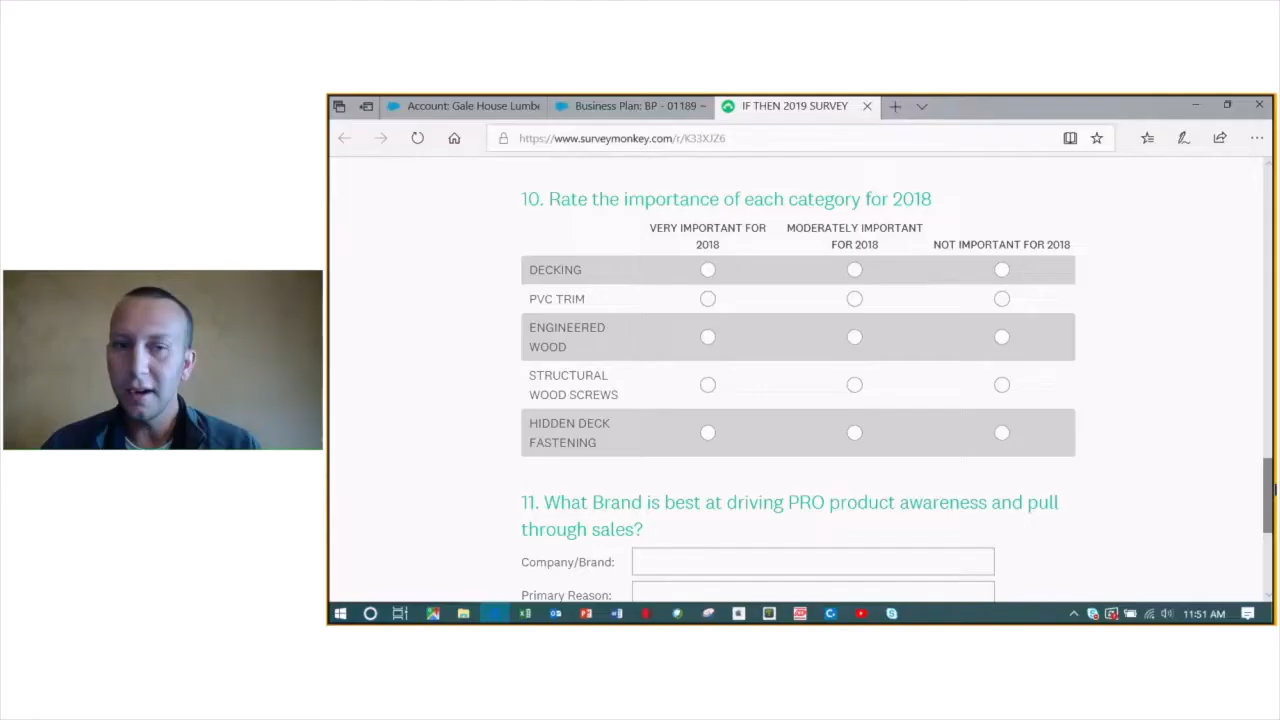 Account: Gale House Lumbe
Business Plan: BP - 01189 ~
IF THEN 2019 SURVEY
https://www.surveymonkey.com/r/K33XJZ6
10. Rate the importance of each category for 2018
VERY IMPORTANT FOR 2018
MODERATELY IMPORTANT FOR 2018
NOT IMPORTANT FOR 2018
DECKING
PVC TRIM
ENGINEERED
WOOD
STRUCTURAL
WOOD SCREWS
HIDDEN DECK
FASTENING
11. What Brand is best at driving PRO product awareness and pull
through sales?
Company/Brand:
Primary Reason:
11:51 AM